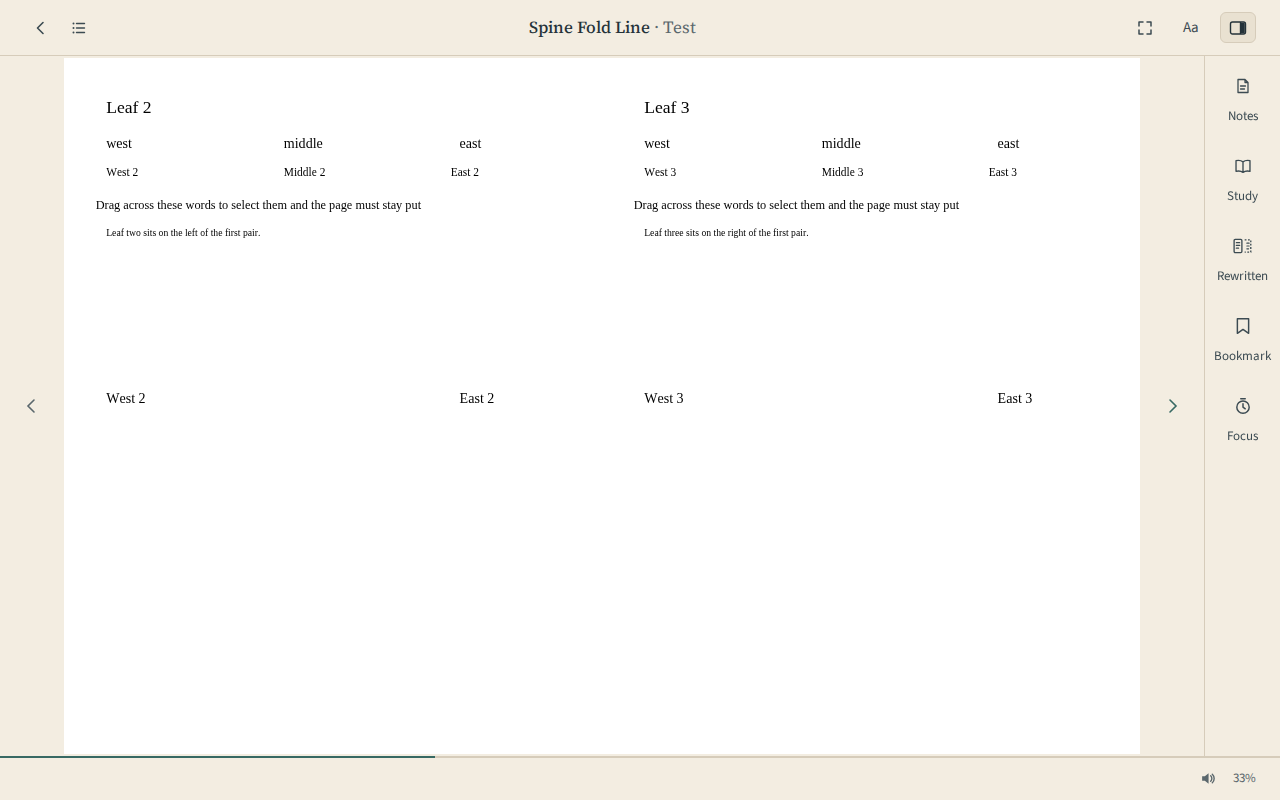 Spine Fold Line · Test
Aa
Leaf 2
west middle east
West 2 Middle 2 East 2
Drag across these words to select them and the page must stay put
Leaf two sits on the left of the first pair.
West 2 East 2
Leaf 3
west middle east
West 3 Middle 3 East 3
Drag across these words to select them and the page must stay put
Leaf three sits on the right of the first pair.
West 3 East 3
Notes
Study
Rewritten
Bookmark
Focus
33%